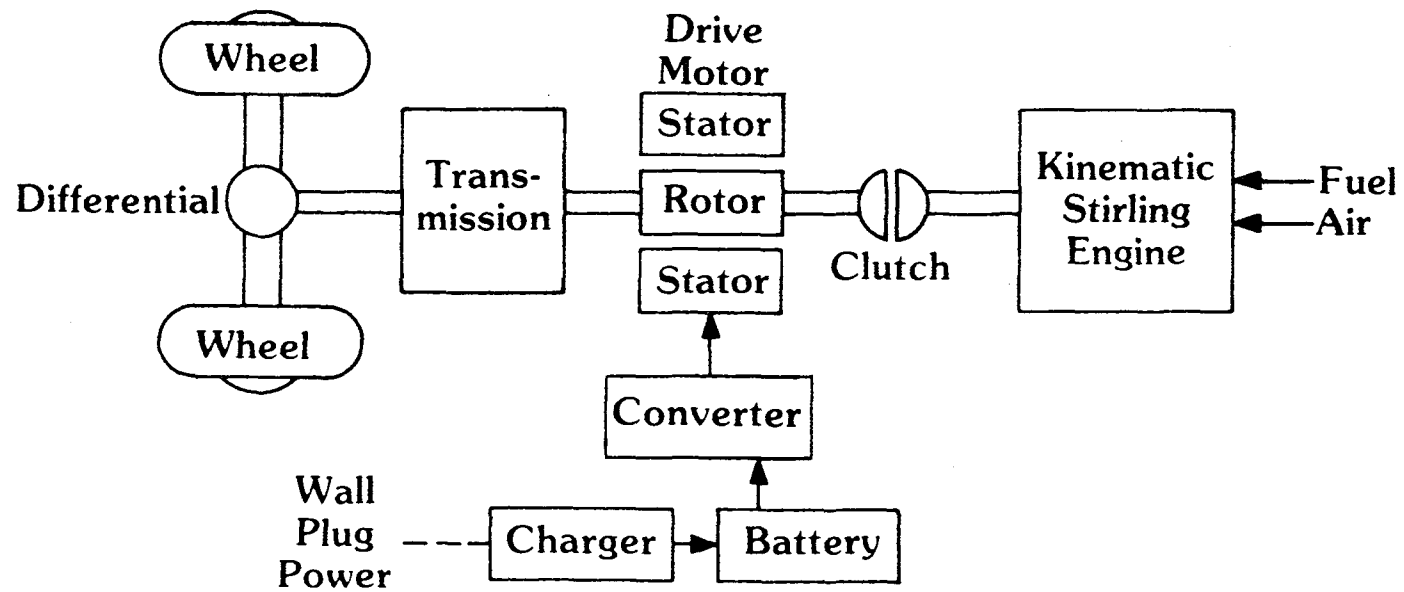 Wheel
Drive
Motor
Stator
Differential
Trans-
mission
Rotor
Clutch
Kinematic
Stirling
Engine
Fuel
Air
Stator
Wheel
Converter
Wall
Plug
Power
Charger
Battery